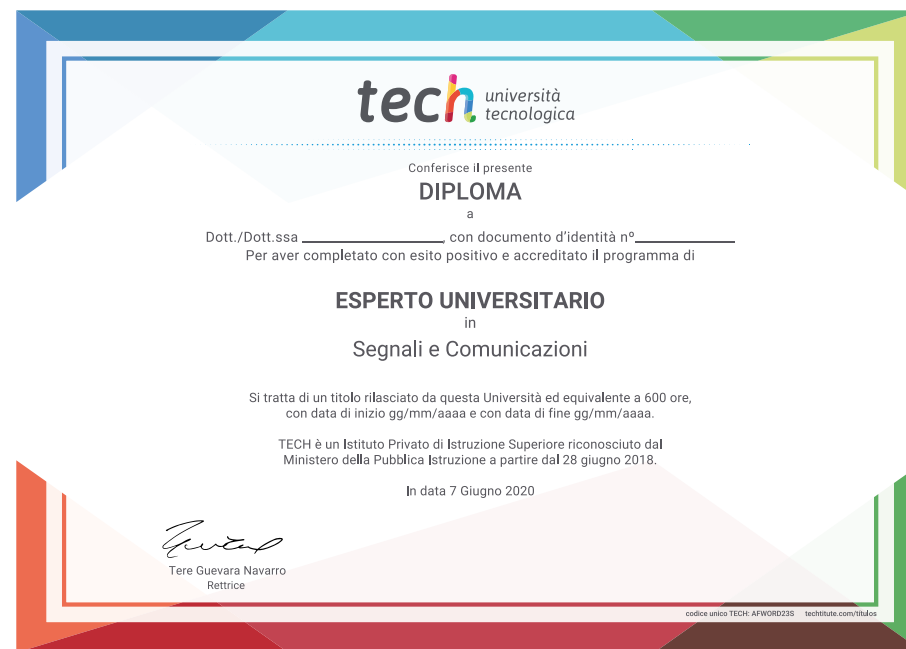 tech università
tecnologica
Conferisce il presente
DIPLOMA
a
Dott./Dott.ssa ____________, con documento d'identità nº____________
Per aver completato con esito positivo e accreditato il programma di
ESPERTO UNIVERSITARIO
in
Segnali e Comunicazioni
Si tratta di un titolo rilasciato da questa Università ed equivalente a 600 ore,
con data di inizio gg/mm/aaaa e con data di fine gg/mm/aaaa.
TECH è un Istituto Privato di Istruzione Superiore riconosciuto dal
Ministero della Pubblica Istruzione a partire dal 28 giugno 2018.
In data 7 Giugno 2020
Tere Guevara Navarro
Rettrice
codice unico TECH: AFWORD23S techtitute.com/titulos